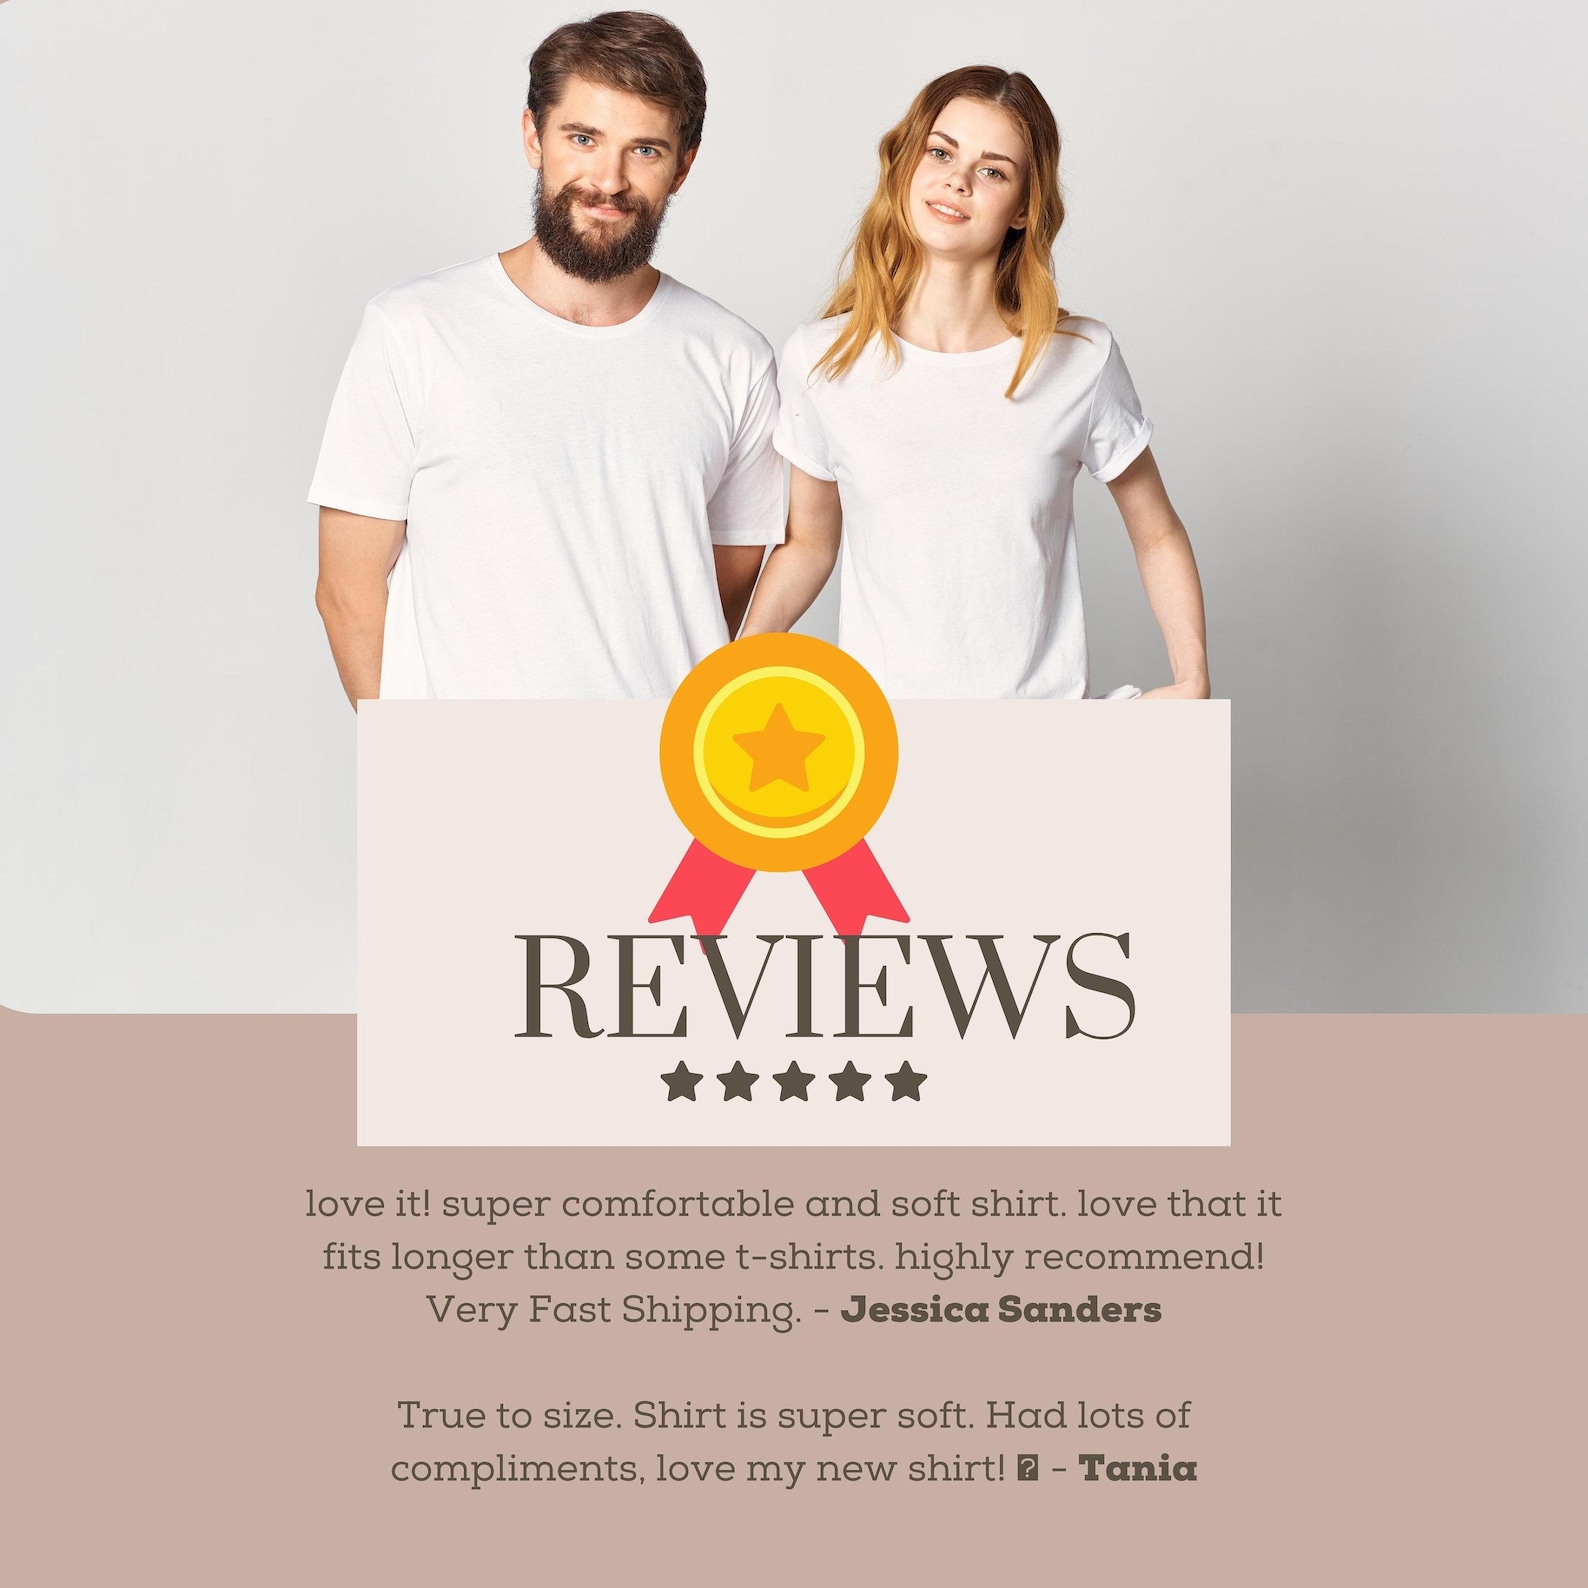 REVIEWS
love it! super comfortable and soft shirt. love that it
fits longer than some t-shirts. highly recommend!
Very Fast Shipping. - Jessica Sanders
True to size. Shirt is super soft. Had lots of
compliments, love my new shirt! - Tania